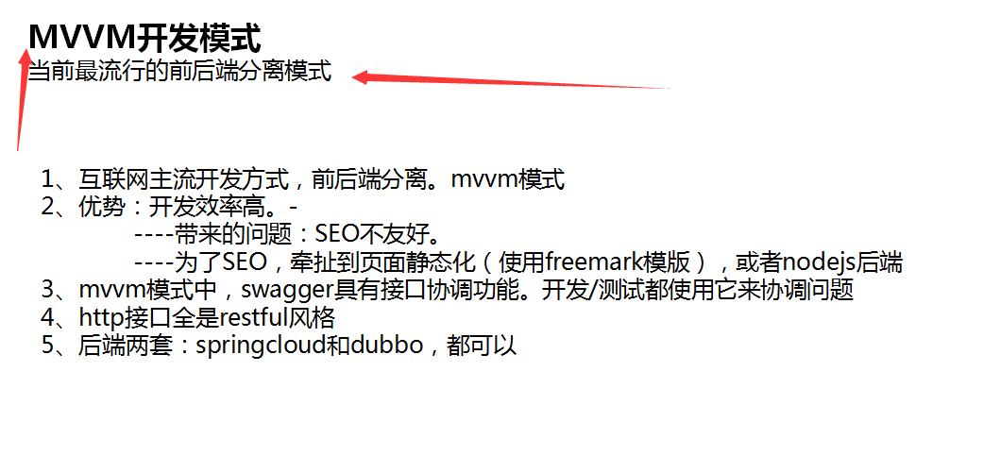 MVVM开发模式
当前最流行的前后端分离模式
1、互联网主流开发方式，前后端分离。mvvm模式
2、优势：开发效率高。-
----带来的问题：SEO不友好。
----为了SEO，牵扯到页面静态化（使用freemark模版），或者nodejs后端
3、mvvm模式中，swagger具有接口协调功能。开发/测试都使用它来协调问题
4、http接口全是restful风格
5、后端两套：springcloud和dubbo，都可以